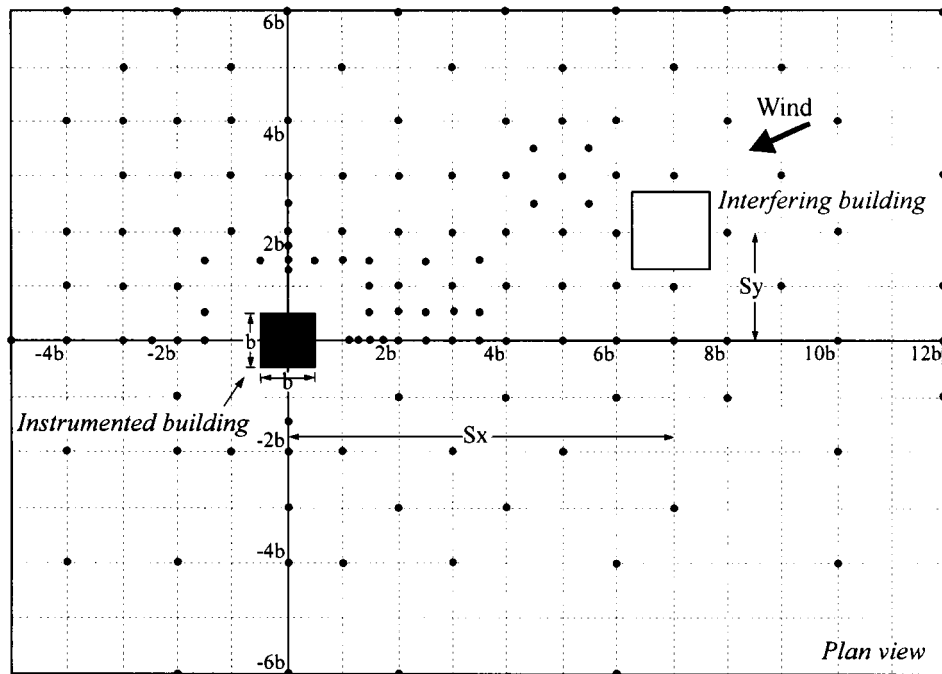 6b
Wind
4b
Interfering building
2b
Sy
b
-4b
-2b
2b
4b
6b
8b
10b
12b
b
Instrumented building
Sx
-2b
-4b
-6b
Plan view